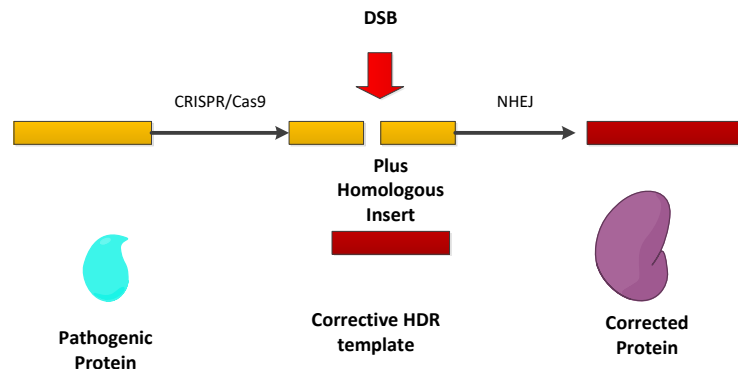 DSB
CRISPR/Cas9
NHEJ
Plus
Homologous
Insert
Pathogenic
Protein
Corrective HDR
template
Corrected
Protein